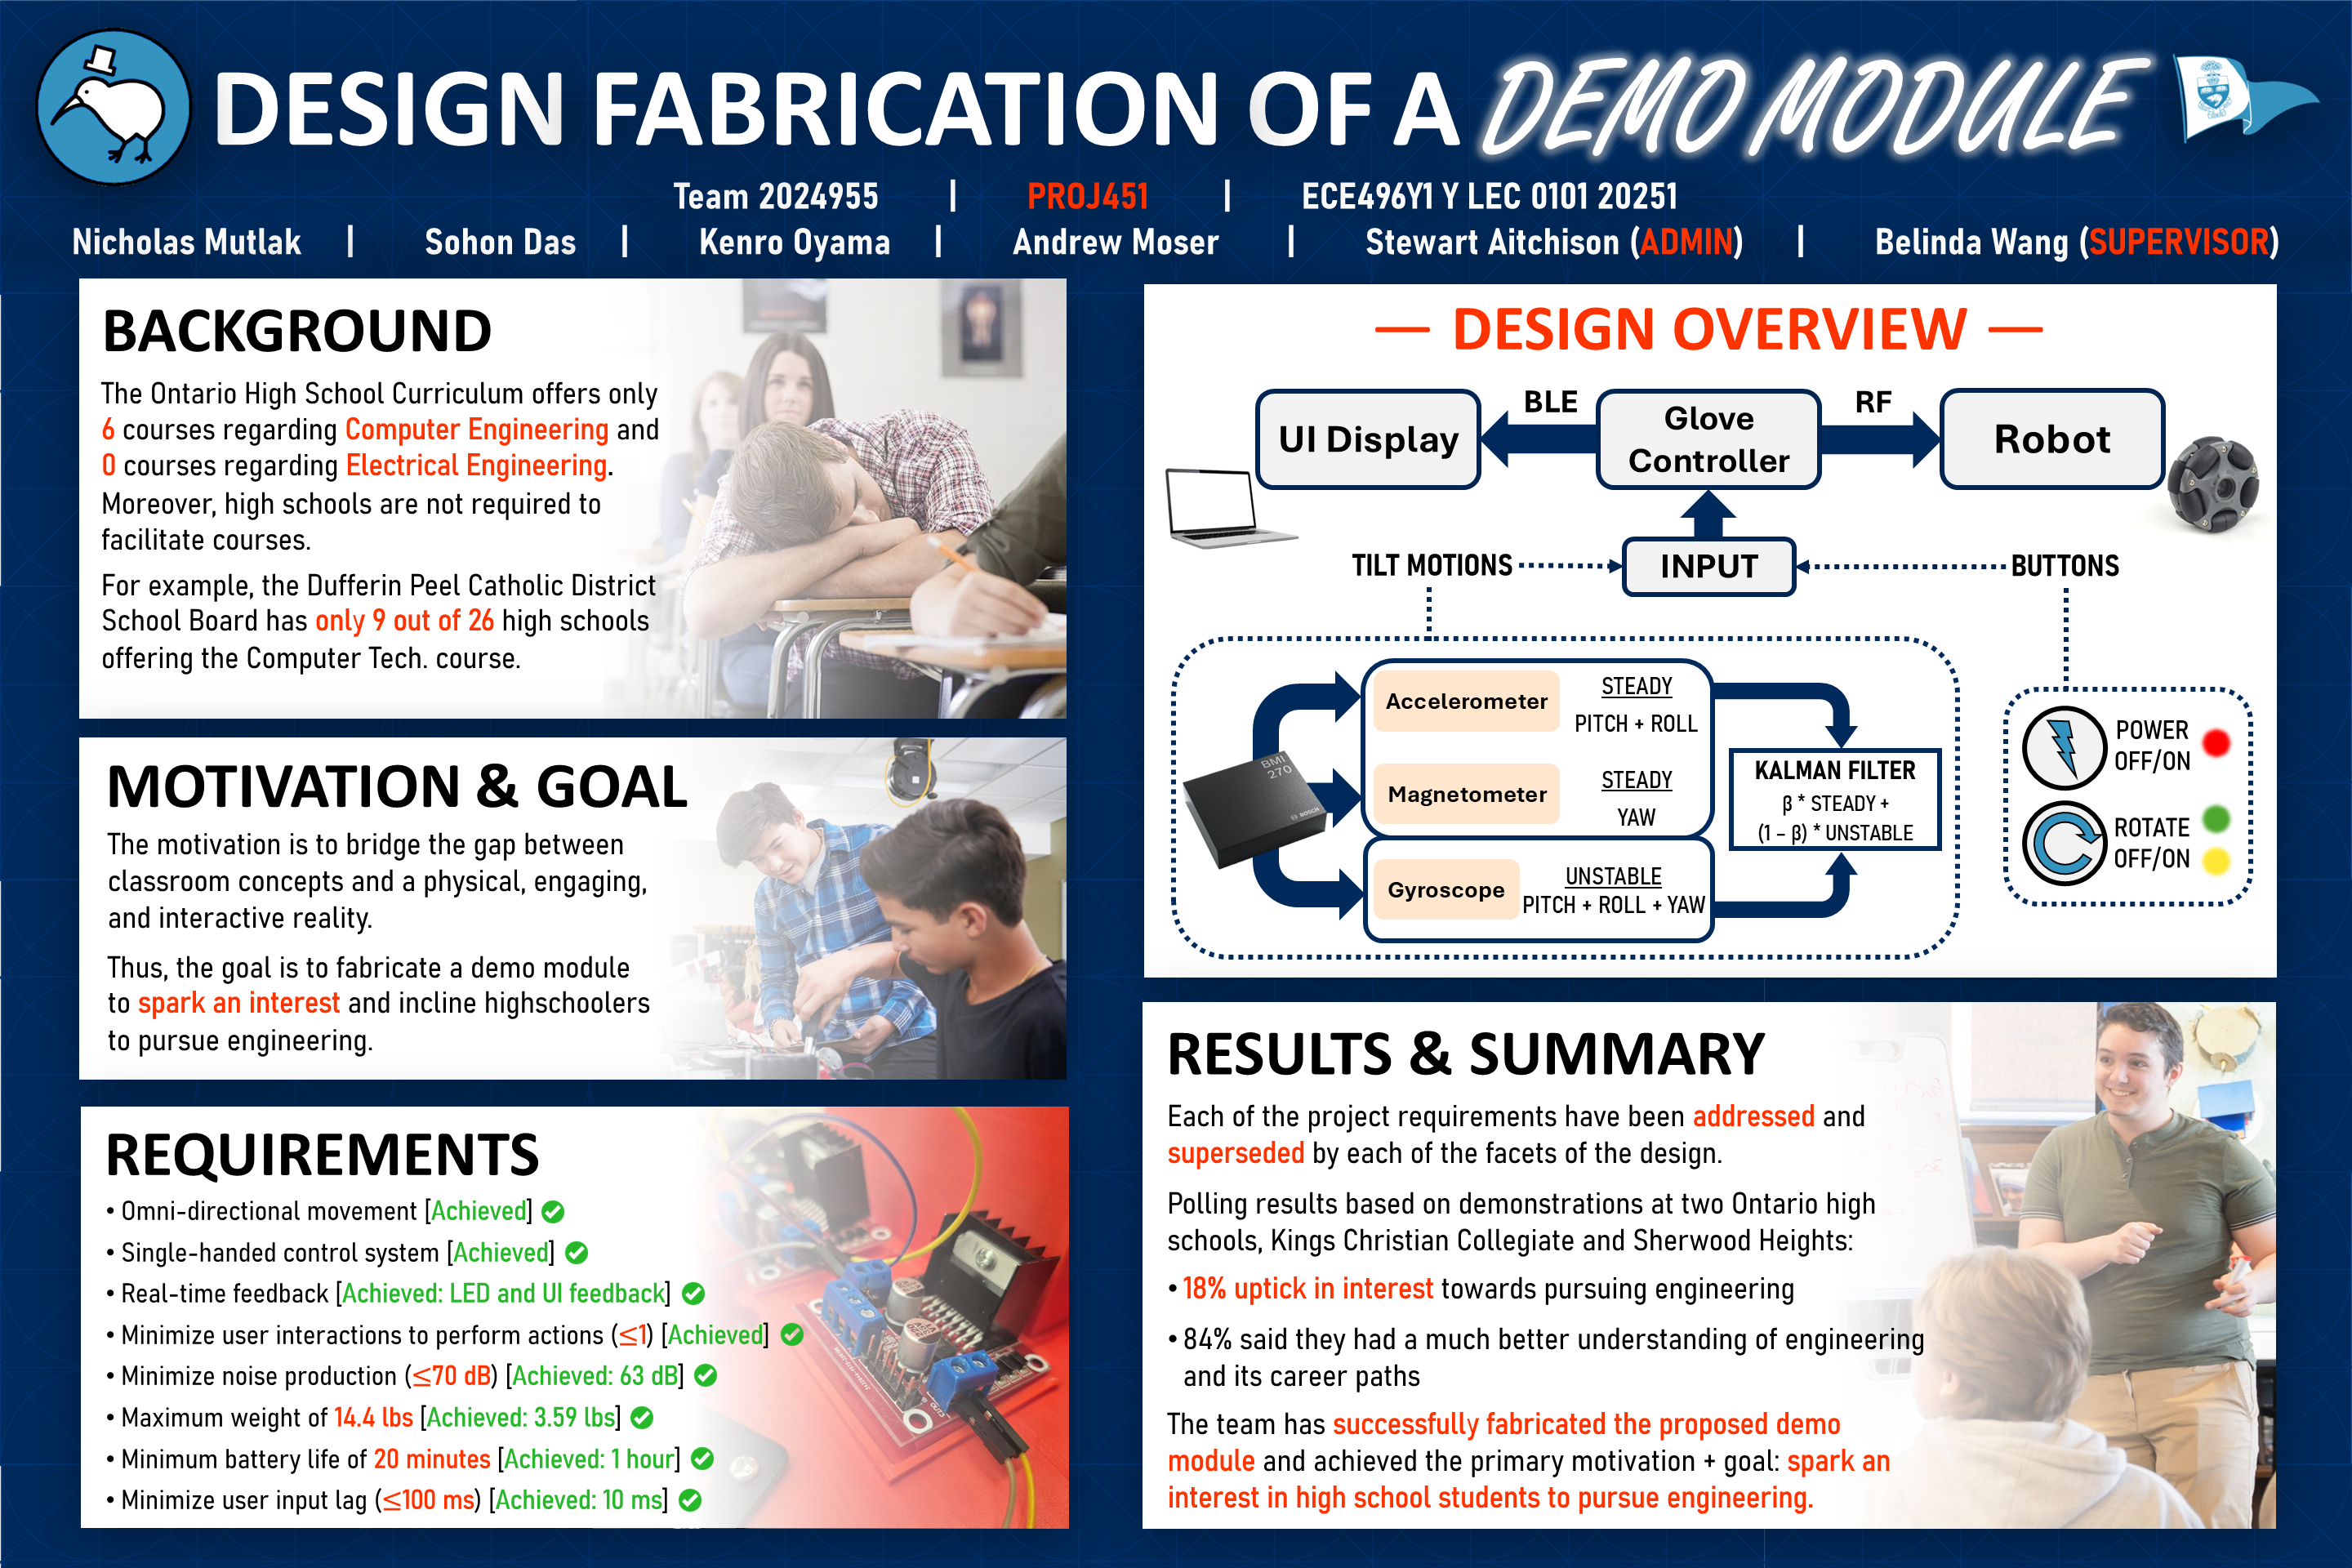 DESIGN FABRICATION OF A DEMO MODULE
Team 2024955 | PROJ451 | ECE496Y1 Y LEC 0101 20251
Nicholas Mutlak | Sohon Das | Kenro Oyama | Andrew Moser | Stewart Aitchison (ADMIN) | Belinda Wang (SUPERVISOR)
BACKGROUND
The Ontario High School Curriculum offers only
6 courses regarding Computer Engineering and
0 courses regarding Electrical Engineering.
Moreover, high schools are not required to
facilitate courses.
For example, the Dufferin Peel Catholic District
School Board has only 9 out of 26 high schools
offering the Computer Tech. course.
MOTIVATION & GOAL
The motivation is to bridge the gap between
classroom concepts and a physical, engaging,
and interactive reality.
Thus, the goal is to fabricate a demo module
to spark an interest and incline highschoolers
to pursue engineering.
REQUIREMENTS
• Omni-directional movement [Achieved]
• Single-handed control system [Achieved]
• Real-time feedback [Achieved: LED and UI feedback]
• Minimize user interactions to perform actions (≤1) [Achieved]
• Minimize noise production (≤70 dB) [Achieved: 63 dB]
• Maximum weight of 14.4 lbs [Achieved: 3.59 lbs]
• Minimum battery life of 20 minutes [Achieved: 1 hour]
• Minimize user input lag (≤100 ms) [Achieved: 10 ms]
— DESIGN OVERVIEW —
UI Display
BLE
Glove
Controller
RF
Robot
TILT MOTIONS
INPUT
BUTTONS
BMI
270
BOSCH
Accelerometer
STEADY
PITCH + ROLL
Magnetometer
STEADY
YAW
Gyroscope
UNSTABLE
PITCH + ROLL + YAW
KALMAN FILTER
β * STEADY +
(1 – β) * UNSTABLE
POWER
OFF/ON
ROTATE
OFF/ON
RESULTS & SUMMARY
Each of the project requirements have been addressed and
superseded by each of the facets of the design.
Polling results based on demonstrations at two Ontario high
schools, Kings Christian Collegiate and Sherwood Heights:
• 18% uptick in interest towards pursuing engineering
• 84% said they had a much better understanding of engineering
and its career paths
The team has successfully fabricated the proposed demo
module and achieved the primary motivation + goal: spark an
interest in high school students to pursue engineering.